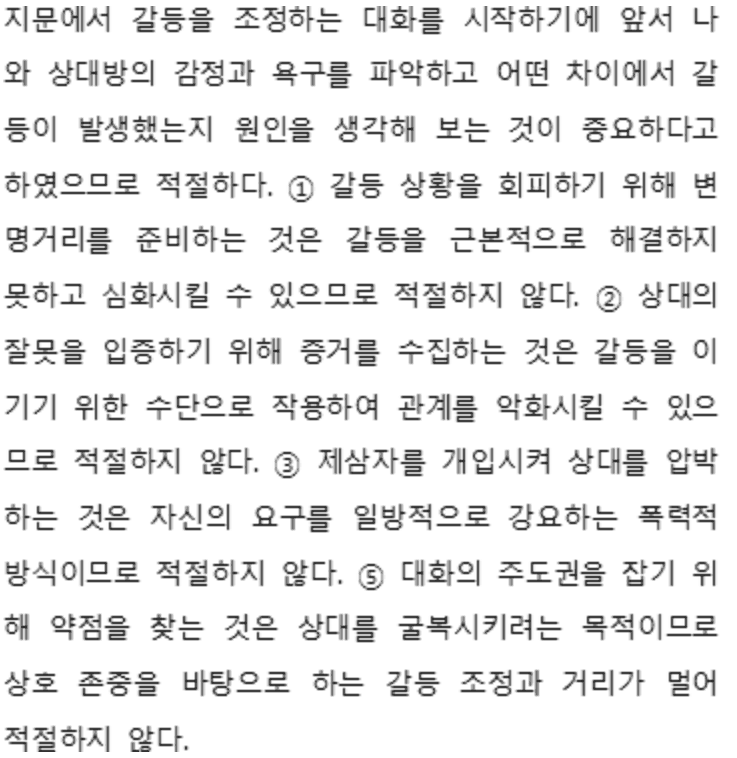 지문에서 갈등을 조정하는 대화를 시작하기에 앞서 나
와 상대방의 감정과 욕구를 파악하고 어떤 차이에서 갈
등이 발생했는지 원인을 생각해 보는 것이 중요하다고
하였으므로 적절하다. ① 갈등 상황을 회피하기 위해 변
명거리를 준비하는 것은 갈등을 근본적으로 해결하지
못하고 심화시킬 수 있으므로 적절하지 않다. ② 상대의
잘못을 입증하기 위해 증거를 수집하는 것은 갈등을 이
기기 위한 수단으로 작용하여 관계를 악화시킬 수 있으
므로 적절하지 않다. ③ 제삼자를 개입시켜 상대를 압박
하는 것은 자신의 요구를 일방적으로 강요하는 폭력적
방식이므로 적절하지 않다. ⑤ 대화의 주도권을 잡기 위
해 약점을 찾는 것은 상대를 굴복시키려는 목적이므로
상호 존중을 바탕으로 하는 갈등 조정과 거리가 멀어
적절하지 않다.